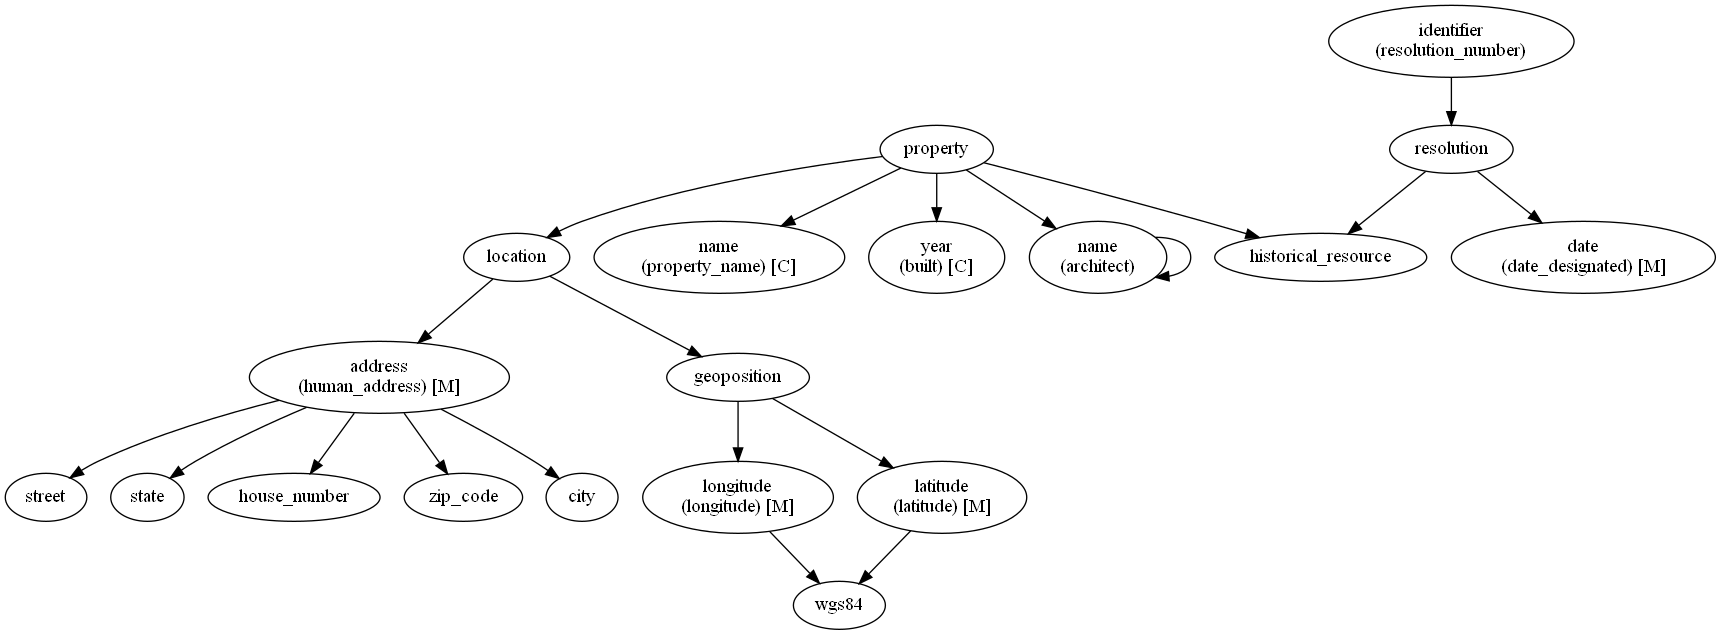 identifier
(resolution_number)
property
resolution
location
name
(property_name) [C]
year
(built) [C]
name
(architect)
historical_resource
date
(date_designated) [M]
address
(human_address) [M]
geoposition
street
state
house_number
zip_code
city
longitude
(longitude) [M]
latitude
(latitude) [M]
wgs84